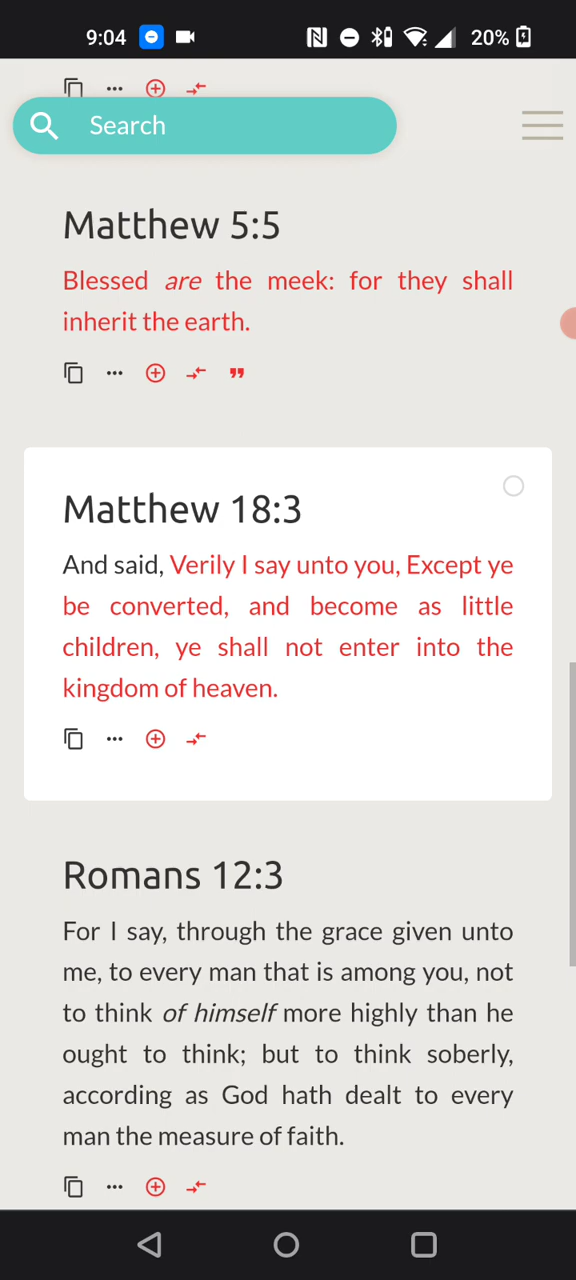 9:04 20%
Search
Matthew 5:5
Blessed are the meek: for they shall
inherit the earth.
Matthew 18:3
And said, Verily I say unto you, Except ye
be converted, and become as little
children, ye shall not enter into the
kingdom of heaven.
Romans 12:3
For I say, through the grace given unto
me, to every man that is among you, not
to think of himself more highly than he
ought to think; but to think soberly,
according as God hath dealt to every
man the measure of faith.